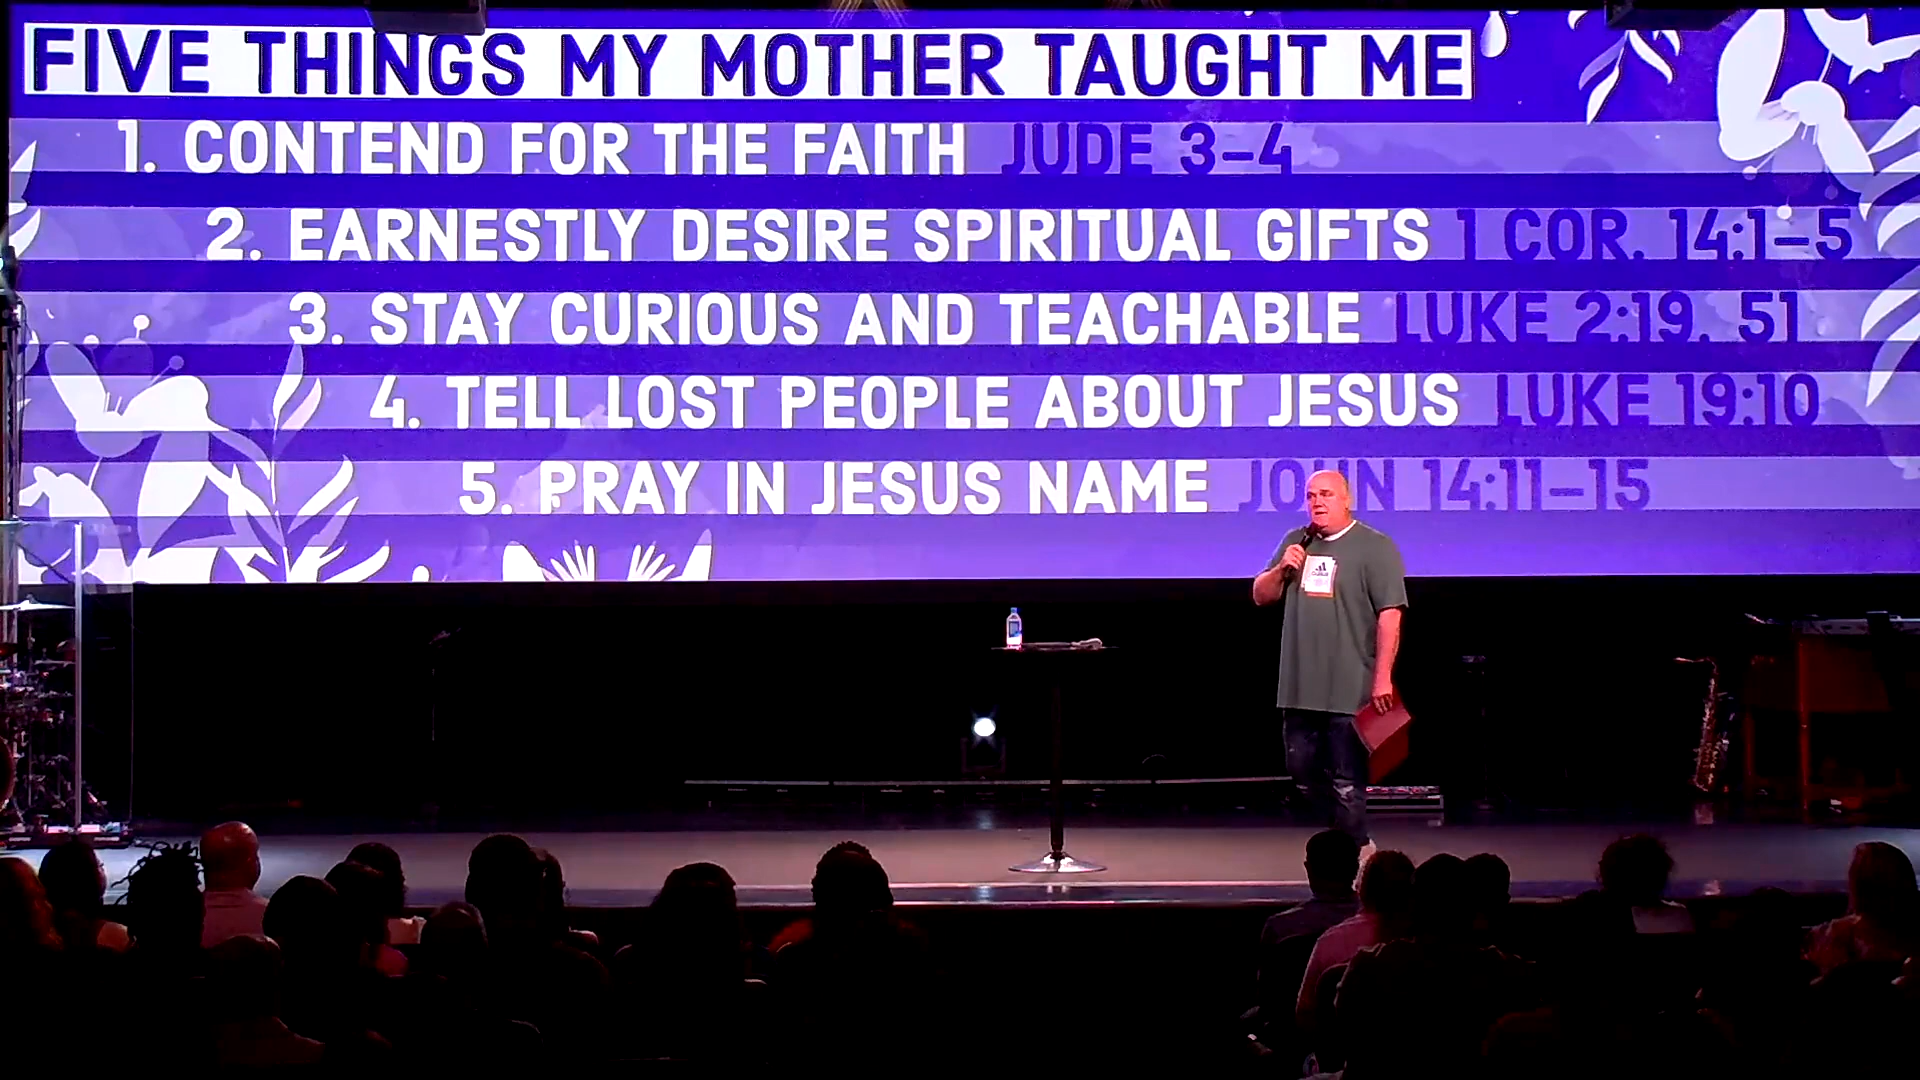 FIVE THINGS MY MOTHER TAUGHT ME
1. CONTEND FOR THE FAITH JUDE 3–4
2. EARNESTLY DESIRE SPIRITUAL GIFTS 1 COR. 14:1–5
3. STAY CURIOUS AND TEACHABLE LUKE 2:19, 51
4. TELL LOST PEOPLE ABOUT JESUS LUKE 19:10
5. PRAY IN JESUS NAME JOHN 14:11–15